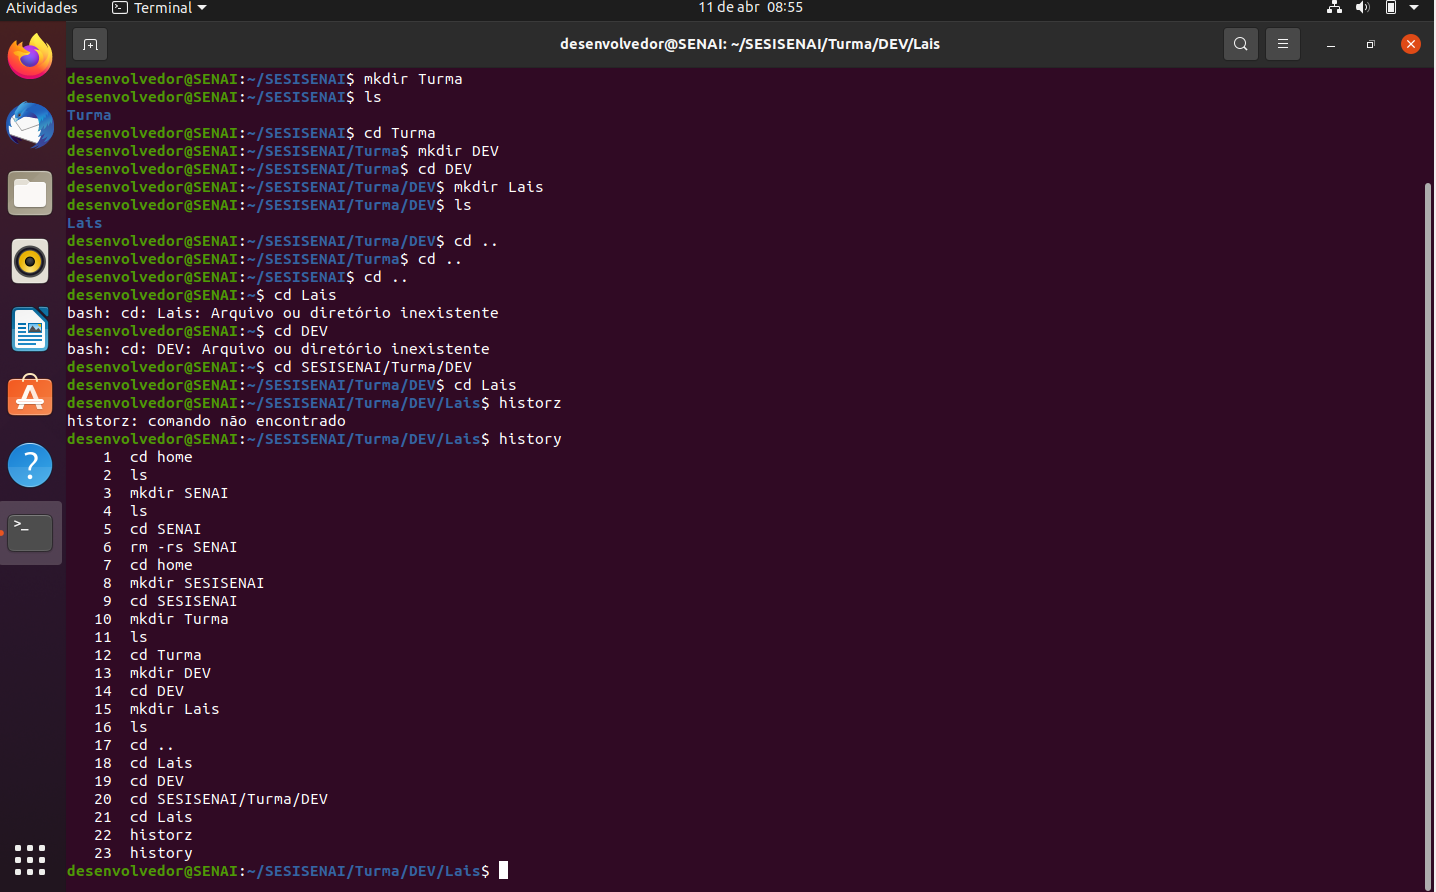 Atividades Terminal 11 de abr 08:55
desenvolvedor@SENAI: ~/SESISENAI/Turma/DEV/Lais
desenvolvedor@SENAI:~/SESISENAI$ mkdir Turma
desenvolvedor@SENAI:~/SESISENAI$ ls
Turma
desenvolvedor@SENAI:~/SESISENAI$ cd Turma
desenvolvedor@SENAI:~/SESISENAI/Turma$ mkdir DEV
desenvolvedor@SENAI:~/SESISENAI/Turma$ cd DEV
desenvolvedor@SENAI:~/SESISENAI/Turma/DEV$ mkdir Lais
desenvolvedor@SENAI:~/SESISENAI/Turma/DEV$ ls
Lais
desenvolvedor@SENAI:~/SESISENAI/Turma/DEV$ cd ..
desenvolvedor@SENAI:~/SESISENAI/Turma$ cd ..
desenvolvedor@SENAI:~/SESISENAI$ cd ..
desenvolvedor@SENAI:~$ cd Lais
bash: cd: Lais: Arquivo ou diretório inexistente
desenvolvedor@SENAI:~$ cd DEV
bash: cd: DEV: Arquivo ou diretório inexistente
desenvolvedor@SENAI:~$ cd SESISENAI/Turma/DEV
desenvolvedor@SENAI:~/SESISENAI/Turma/DEV$ cd Lais
desenvolvedor@SENAI:~/SESISENAI/Turma/DEV/Lais$ historz
historz: comando não encontrado
desenvolvedor@SENAI:~/SESISENAI/Turma/DEV/Lais$ history
1 cd home
2 ls
3 mkdir SENAI
4 ls
5 cd SENAI
6 rm -rs SENAI
7 cd home
8 mkdir SESISENAI
9 cd SESISENAI
10 mkdir Turma
11 ls
12 cd Turma
13 mkdir DEV
14 cd DEV
15 mkdir Lais
16 ls
17 cd ..
18 cd Lais
19 cd DEV
20 cd SESISENAI/Turma/DEV
21 cd Lais
22 historz
23 history
desenvolvedor@SENAI:~/SESISENAI/Turma/DEV/Lais$